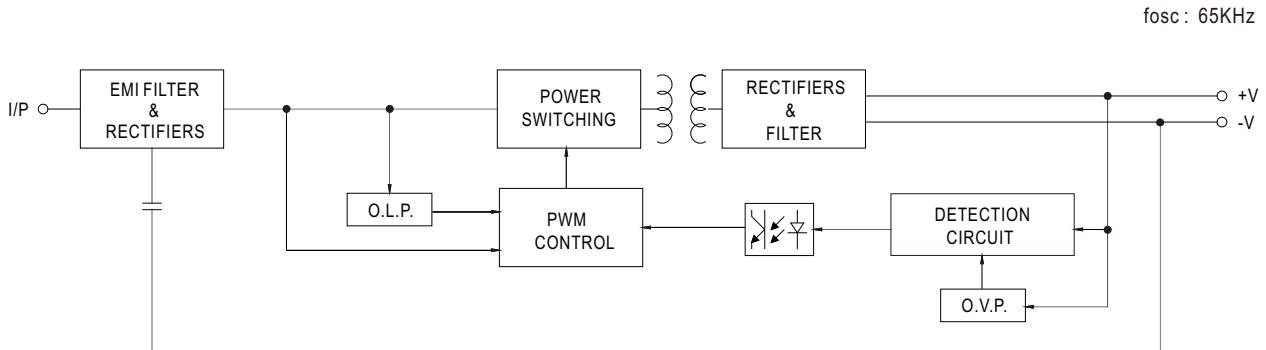 fosc : 65KHz
I/P
EMI FILTER
&
RECTIFIERS
POWER
SWITCHING
RECTIFIERS
&
FILTER
+V
-V
O.L.P.
PWM
CONTROL
DETECTION
CIRCUIT
O.V.P.